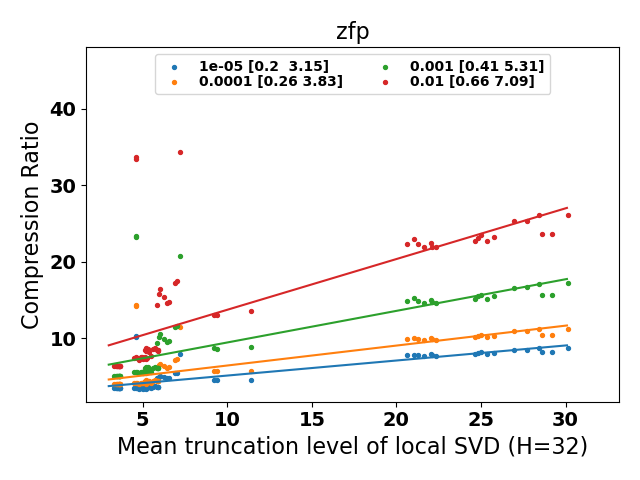 zfp
1e-05 [0.2  3.15]
0.0001 [0.26 3.83]
0.001 [0.41 5.31]
0.01 [0.66 7.09]
Compression Ratio
40
30
20
10
5 10 15 20 25 30
Mean truncation level of local SVD (H=32)